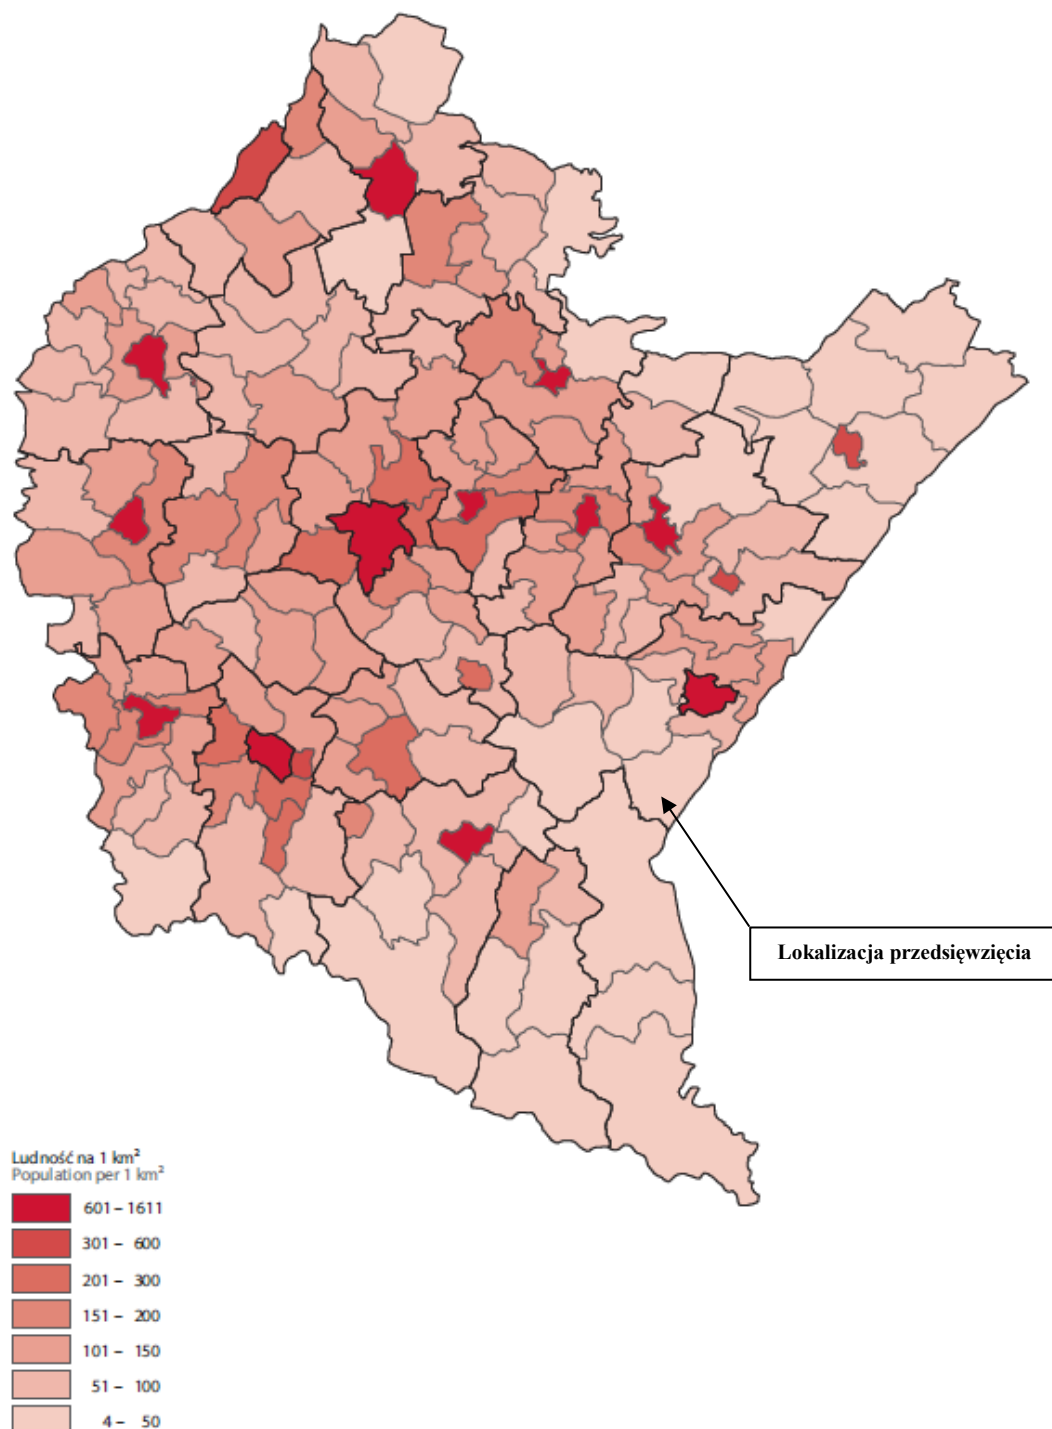 Lokalizacja przedsięwzięcia
Ludność na 1 km²
Population per 1 km²
601 – 1611
301 – 600
201 – 300
151 – 200
101 – 150
51 – 100
4 – 50